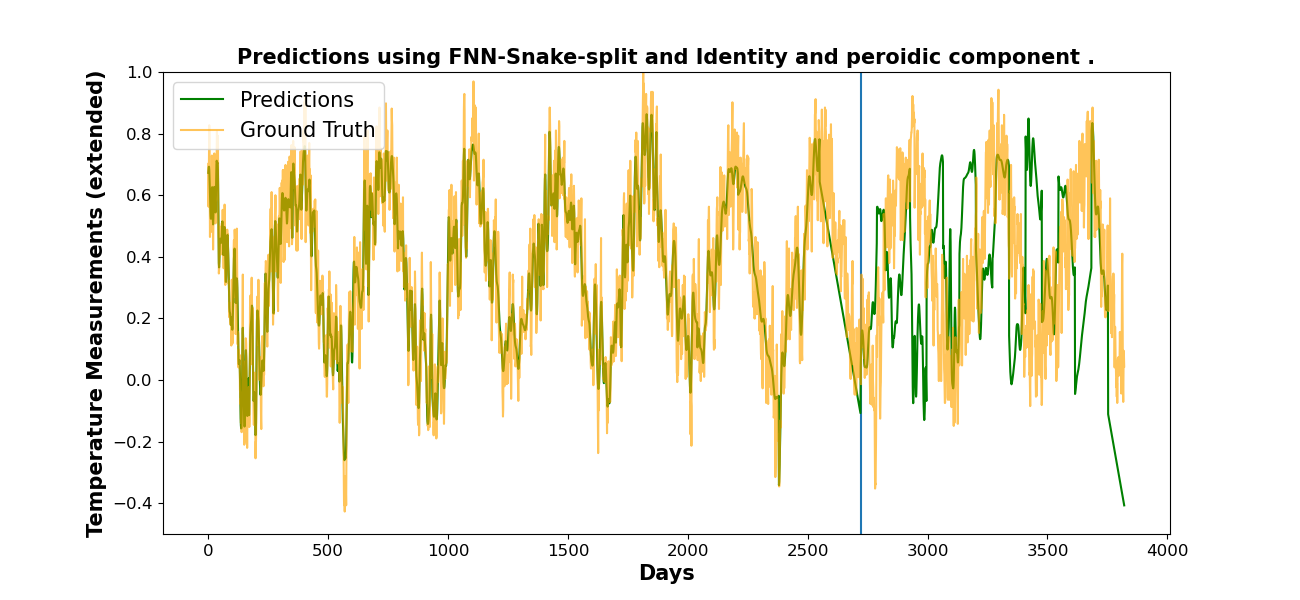 Predictions using FNN-Snake-split and Identity and peroidic component .
Temperature Measurements (extended)
1.0
0.8
0.6
0.4
0.2
0.0
−0.2
−0.4
Predictions
Ground Truth
0 500 1000 1500 2000 2500 3000 3500 4000
Days